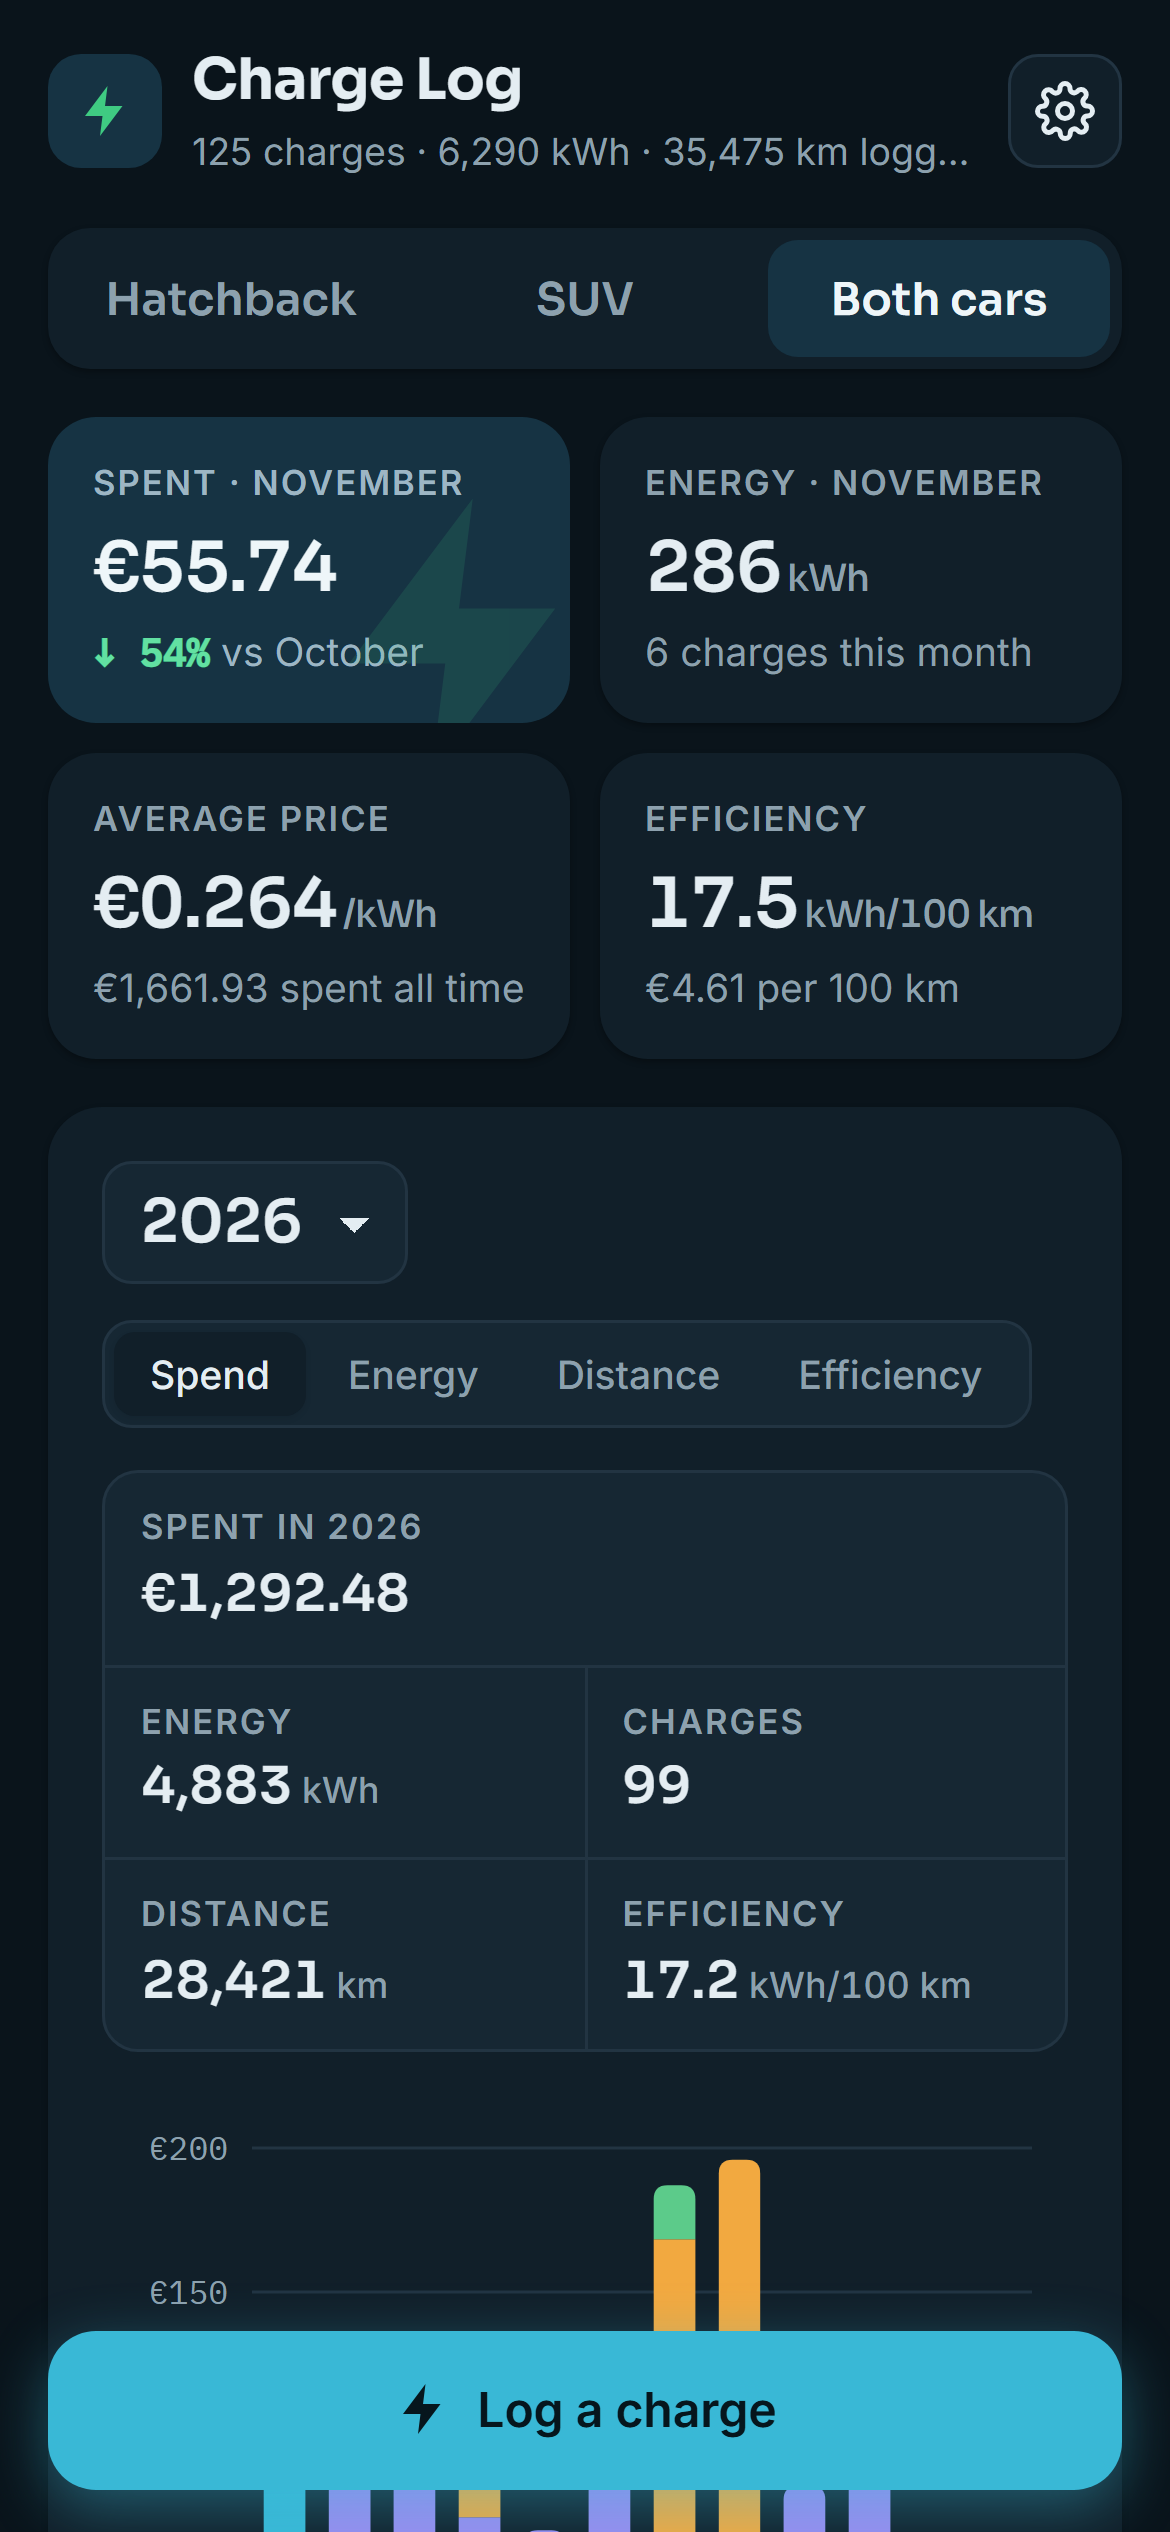 Charge Log
125 charges · 6,290 kWh · 35,475 km logg...
Hatchback
SUV
Both cars
SPENT · NOVEMBER
€55.74
↓ 54% vs October
ENERGY · NOVEMBER
286 kWh
6 charges this month
AVERAGE PRICE
€0.264/kWh
€1,661.93 spent all time
EFFICIENCY
17.5 kWh/100 km
€4.61 per 100 km
2026
Spend
Energy
Distance
Efficiency
SPENT IN 2026
€1,292.48
ENERGY
4,883 kWh
CHARGES
99
DISTANCE
28,421 km
EFFICIENCY
17.2 kWh/100 km
€200
€150
Log a charge